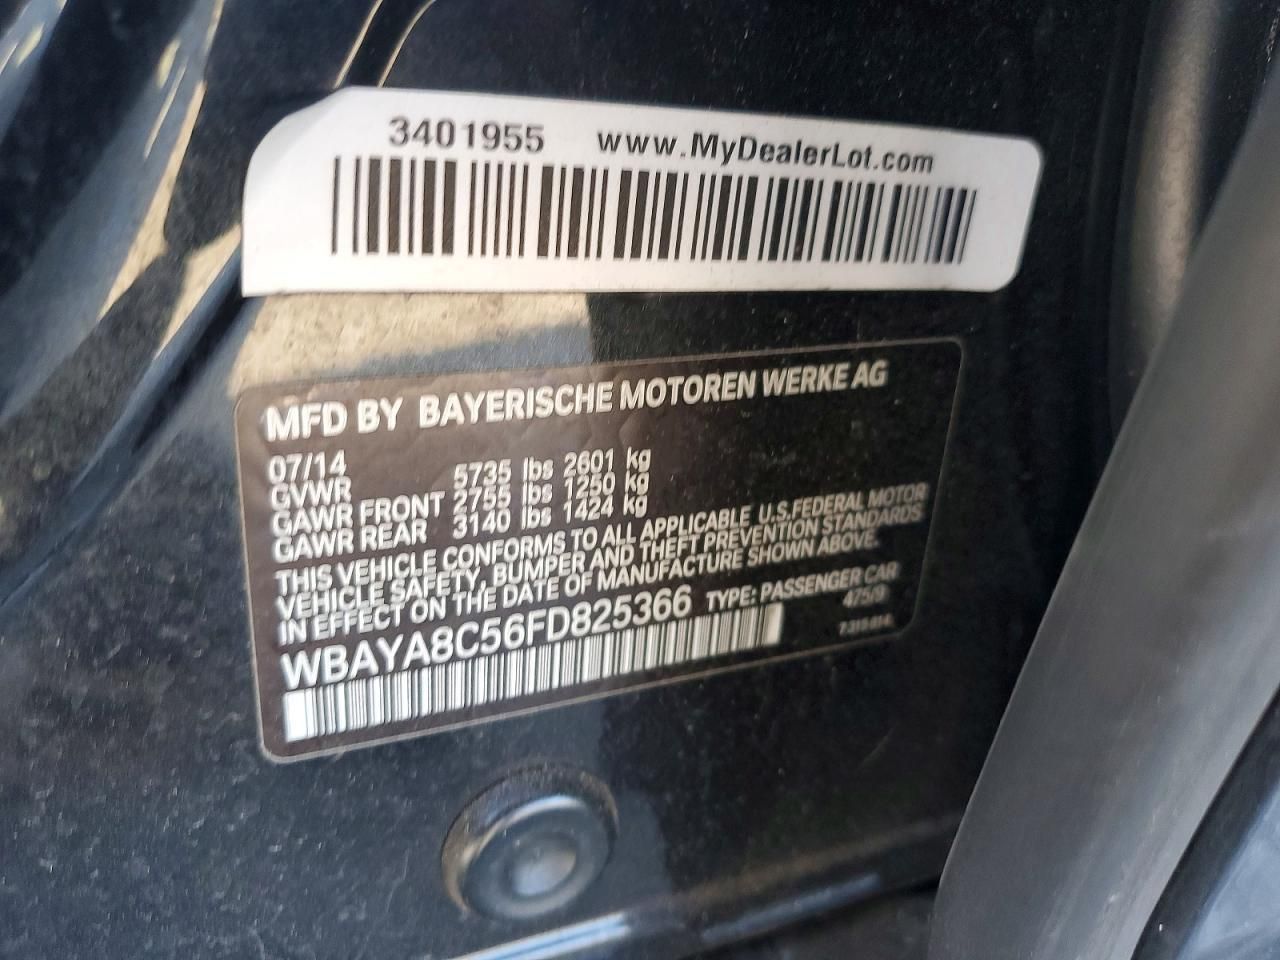 3401955 www.MyDealerLot.com
MFD BY BAYERISCHE MOTOREN WERKE AG
07/14
GVWR 5735 lbs 2601 kg
GAWR FRONT 2755 lbs 1250 kg
GAWR REAR 3140 lbs 1424 kg
THIS VEHICLE CONFORMS TO ALL APPLICABLE U.S.FEDERAL MOTOR
VEHICLE SAFETY, BUMPER AND THEFT PREVENTION STANDARDS
IN EFFECT ON THE DATE OF MANUFACTURE SHOWN ABOVE.
WBAYA8C56FD825366 TYPE: PASSENGER CAR
475/9